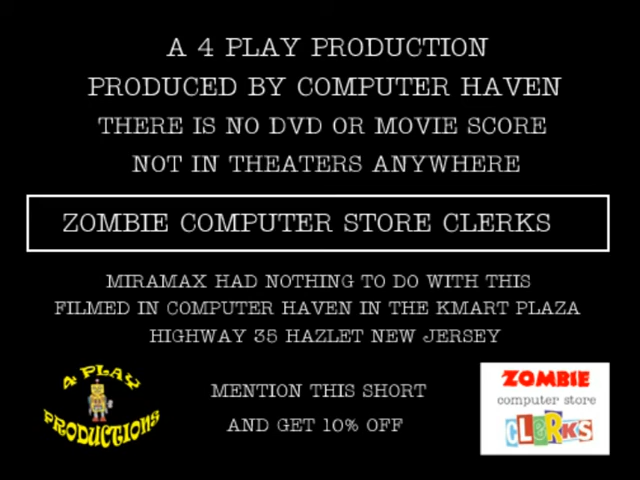 A 4 PLAY PRODUCTION
PRODUCED BY COMPUTER HAVEN
THERE IS NO DVD OR MOVIE SCORE
NOT IN THEATERS ANYWHERE
ZOMBIE COMPUTER STORE CLERKS
MIRAMAX HAD NOTHING TO DO WITH THIS
FILMED IN COMPUTER HAVEN IN THE KMART PLAZA
HIGHWAY 35 HAZLET NEW JERSEY
4 PLAY
PRODUCTIONS
MENTION THIS SHORT
AND GET 10% OFF
ZOMBIE
computer store
CLeRKS